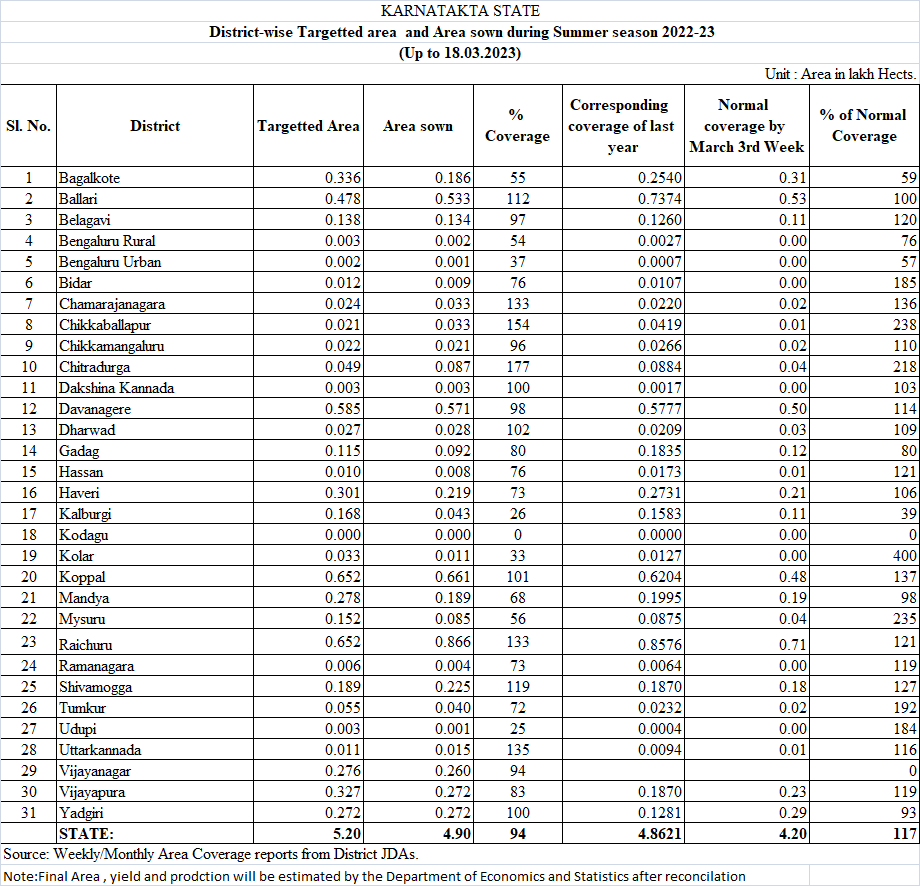 KARNATAKTA STATE
District-wise Targetted area and Area sown during Summer season 2022-23
(Up to 18.03.2023)
Unit : Area in lakh Hects.
Sl. No. District Targetted Area Area sown % Coverage Corresponding coverage of last year Normal coverage by March 3rd Week % of Normal Coverage
1 Bagalkote 0.336 0.186 55 0.2540 0.31 59
2 Ballari 0.478 0.533 112 0.7374 0.53 100
3 Belagavi 0.138 0.134 97 0.1260 0.11 120
4 Bengaluru Rural 0.003 0.002 54 0.0027 0.00 76
5 Bengaluru Urban 0.002 0.001 37 0.0007 0.00 57
6 Bidar 0.012 0.009 76 0.0107 0.00 185
7 Chamarajanagara 0.024 0.033 133 0.0220 0.02 136
8 Chikkaballapur 0.021 0.033 154 0.0419 0.01 238
9 Chikkamangaluru 0.022 0.021 96 0.0266 0.02 110
10 Chitradurga 0.049 0.087 177 0.0884 0.04 218
11 Dakshina Kannada 0.003 0.003 100 0.0017 0.00 103
12 Davanagere 0.585 0.571 98 0.5777 0.50 114
13 Dharwad 0.027 0.028 102 0.0209 0.03 109
14 Gadag 0.115 0.092 80 0.1835 0.12 80
15 Hassan 0.010 0.008 76 0.0173 0.01 121
16 Haveri 0.301 0.219 73 0.2731 0.21 106
17 Kalburgi 0.168 0.043 26 0.1583 0.11 39
18 Kodagu 0.000 0.000 0 0.0000 0.00 0
19 Kolar 0.033 0.011 33 0.0127 0.00 400
20 Koppal 0.652 0.661 101 0.6204 0.48 137
21 Mandya 0.278 0.189 68 0.1995 0.19 98
22 Mysuru 0.152 0.085 56 0.0875 0.04 235
23 Raichuru 0.652 0.866 133 0.8576 0.71 121
24 Ramanagara 0.006 0.004 73 0.0064 0.00 119
25 Shivamogga 0.189 0.225 119 0.1870 0.18 127
26 Tumkur 0.055 0.040 72 0.0232 0.02 192
27 Udupi 0.003 0.001 25 0.0004 0.00 184
28 Uttarkannada 0.011 0.015 135 0.0094 0.01 116
29 Vijayanagar 0.276 0.260 94 0
30 Vijayapura 0.327 0.272 83 0.1870 0.23 119
31 Yadgiri 0.272 0.272 100 0.1281 0.29 93
STATE: 5.20 4.90 94 4.8621 4.20 117
Source: Weekly/Monthly Area Coverage reports from District JDAs.
Note:Final Area , yield and prodction will be estimated by the Department of Economics and Statistics after reconcilation